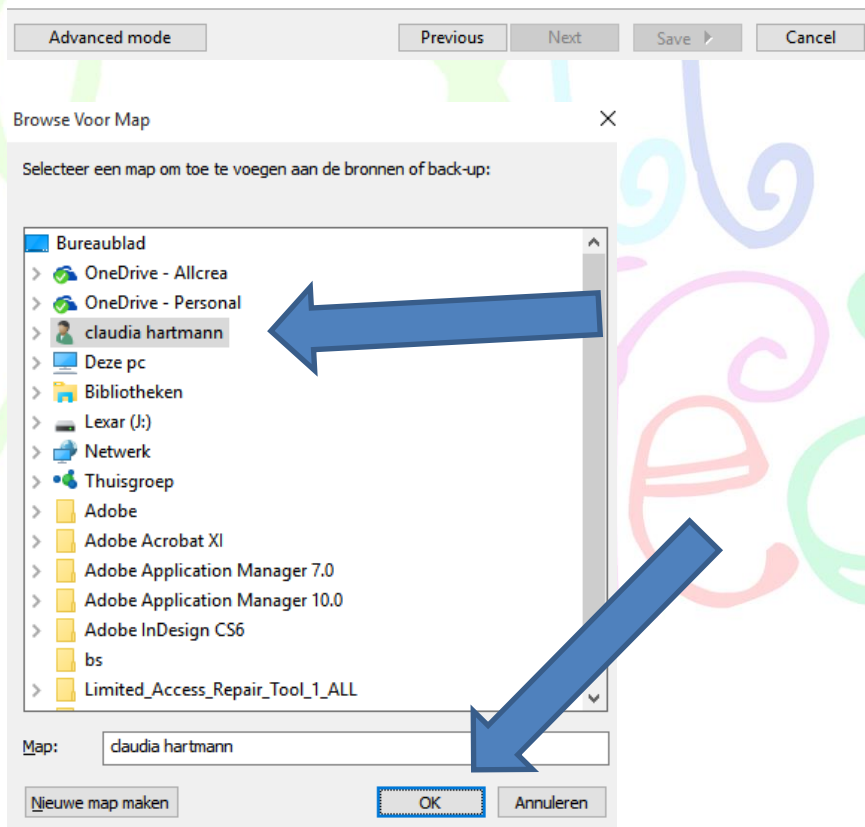 Advanced mode Previous Next Save Cancel
Browse Voor Map
Selecteer een map om toe te voegen aan de bronnen of back-up:
Bureaublad
OneDrive - Allcrea
OneDrive - Personal
claudia hartmann
Deze pc
Bibliotheken
Lexar (J:)
Netwerk
Thuisgroep
Adobe
Adobe Acrobat XI
Adobe Application Manager 7.0
Adobe Application Manager 10.0
Adobe InDesign CS6
bs
Limited_Access_Repair_Tool_1_ALL
Map: claudia hartmann
Nieuwe map maken OK Annuleren